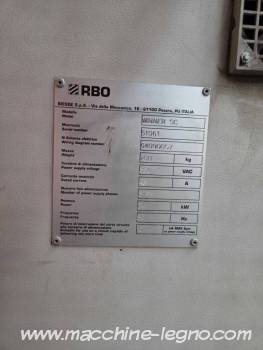 RBO
BIESSE S.p.A. - Via della Meccanica, 16 - 61100 Pesaro, PU ITALIA
Modello
Model
WINNER SC
Matricola
Serial number
N.Schema elettrico
Wiring diagram number
Massa
Weight
kg
Tensione di alimentazione
Power supply voltage
VAC
Corrente nominale
Rated current
A
Numero fasi alimentazione
Number of power supply phases
Potenza
Power
kW
Frequenza
Frequency
Hz
www.macchine-legno.com